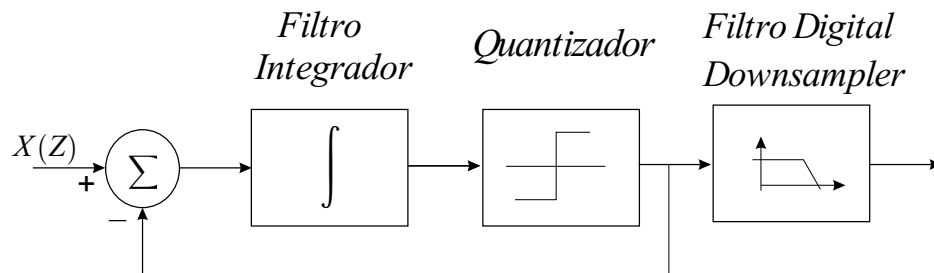 Filtro
Integrador
Quantizador
Filtro Digital
Downsampler
X(Z)
+
Σ
∫
−